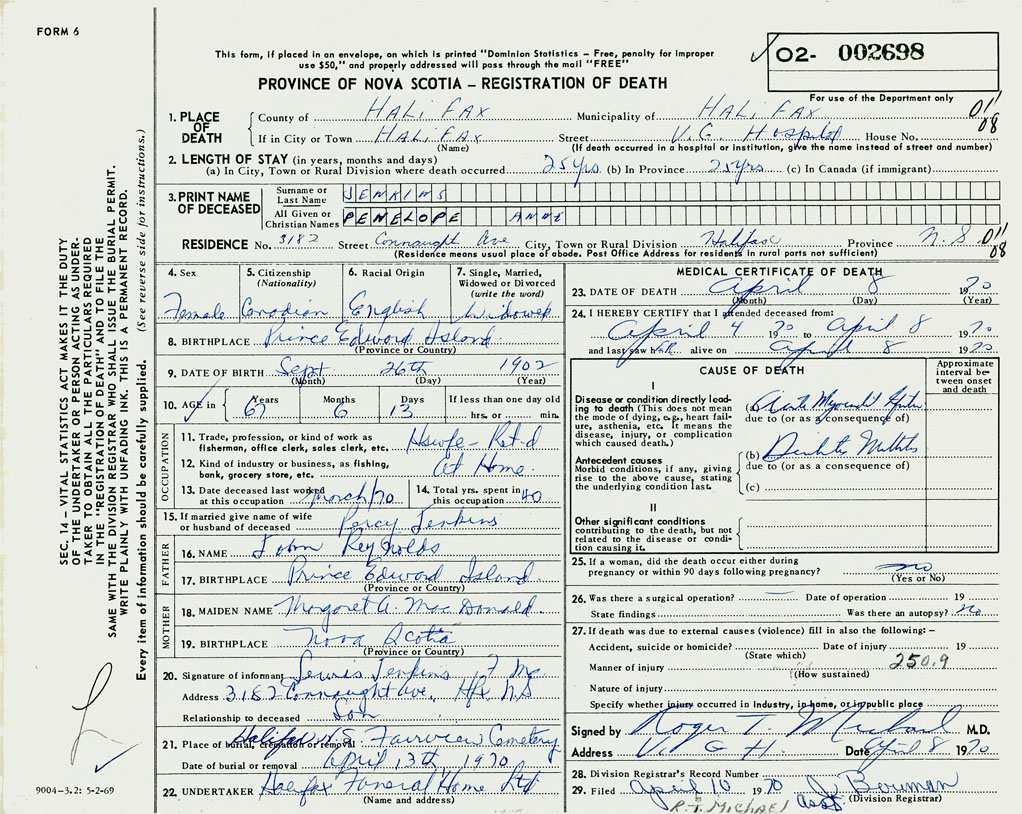 FORM 6
This form, if placed in an envelope, on which is printed "Dominion Statistics – Free, penalty for improper
use $50," and properly addressed will pass through the mail "FREE"
O2- 002698
PROVINCE OF NOVA SCOTIA – REGISTRATION OF DEATH
For use of the Department only
1. PLACE OF DEATH
County of HALIFAX Municipality of HALIFAX 011
If in City or Town HALIFAX Street V.G. Hospital House No. 08
(Name) (If death occurred in a hospital or institution, give the name instead of street and number)
2. LENGTH OF STAY (in years, months and days)
(a) In City, Town or Rural Division where death occurred 25 yrs (b) In Province 25 yrs (c) In Canada (if immigrant)
3. PRINT NAME OF DECEASED
Surname or Last Name JENKINS
All Given or Christian Names PENELOPE ANNE
RESIDENCE No. 3182 Street Connaught Ave City, Town or Rural Division Halifax Province N.S 011
(Residence means usual place of abode. Post Office Address for residents in rural parts not sufficient) 08
4. Sex Female
5. Citizenship (Nationality) Canadian
6. Racial Origin English
7. Single, Married, Widowed or Divorced (write the word) Widowed
8. BIRTHPLACE Prince Edward Island
(Province or Country)
9. DATE OF BIRTH Sept 26th 1902
(Month) (Day) (Year)
10. AGE in Years 67 Months 6 Days 13 If less than one day old hrs. or min.
OCCUPATION
11. Trade, profession, or kind of work as
fisherman, office clerk, sales clerk, etc. Hswfe - Ret-d
12. Kind of industry or business, as fishing,
bank, grocery store, etc. At Home.
13. Date deceased last worked at this occupation March/70
14. Total yrs. spent in this occupation 40
15. If married give name of wife
or husband of deceased Percy Jenkins
FATHER
16. NAME John Reynolds
17. BIRTHPLACE Prince Edward Island
(Province or Country)
MOTHER
18. MAIDEN NAME Margaret A. MacDonald
19. BIRTHPLACE Nova Scotia
(Province or Country)
20. Signature of informant Lewis Jenkins
Address 3182 Connaught Ave, Hfx N.S
Relationship to deceased Son
21. Place of burial, cremation or removal Halifax N.S Fairview Cemetery
Date of burial or removal April 13th, 1970
22. UNDERTAKER Halifax Funeral Home Ltd
(Name and address)
MEDICAL CERTIFICATE OF DEATH
23. DATE OF DEATH April 8 1970
(Month) (Day) (Year)
24. I HEREBY CERTIFY that I attended deceased from:
April 4 1970 to April 8 1970
and last saw her alive on April 8 1970
CAUSE OF DEATH
Approximate interval between onset and death
I
Disease or condition directly leading
to death (This does not mean
the mode of dying, e.g., heart failure,
asthenia, etc. It means the
disease, injury, or complication
which caused death.)
(a) Acute Myocardial
due to (or as a consequence of)
Antecedent causes
Morbid conditions, if any, giving
rise to the above cause, stating
the underlying condition last.
(b) Diabetes Mellitus
due to (or as a consequence of)
(c)
II
Other significant conditions
contributing to the death, but not
related to the disease or condition
causing it.
25. If a woman, did the death occur either during
pregnancy or within 90 days following pregnancy? no
(Yes or No)
26. Was there a surgical operation? — Date of operation 19
State findings Was there an autopsy? no
27. If death was due to external causes (violence) fill in also the following: –
Accident, suicide or homicide? Date of injury 19
(State which)
Manner of injury 250.9
(How sustained)
Nature of injury
Specify whether injury occurred in Industry, in home, or in public place
Signed by Roger T. Michael M.D.
Address V. G H. Date April 8 1970
28. Division Registrar's Record Number
29. Filed April 10 1970 J Bowman
(Division Registrar)
R.T. MICHAEL asst
SEC. 14 – VITAL STATISTICS ACT MAKES IT THE DUTY
OF THE UNDERTAKER OR PERSON ACTING AS UNDER-
TAKER TO OBTAIN ALL THE PARTICULARS REQUIRED
IN THE "REGISTRATION OF DEATH" AND TO FILE THE
SAME WITH THE DIVISION REGISTRAR WHO SHALL ISSUE THE BURIAL PERMIT.
WRITE PLAINLY WITH UNFADING INK. THIS IS A PERMANENT RECORD.
Every item of information should be carefully supplied. (See reverse side for instructions.)
9004-3.2: 5-2-69